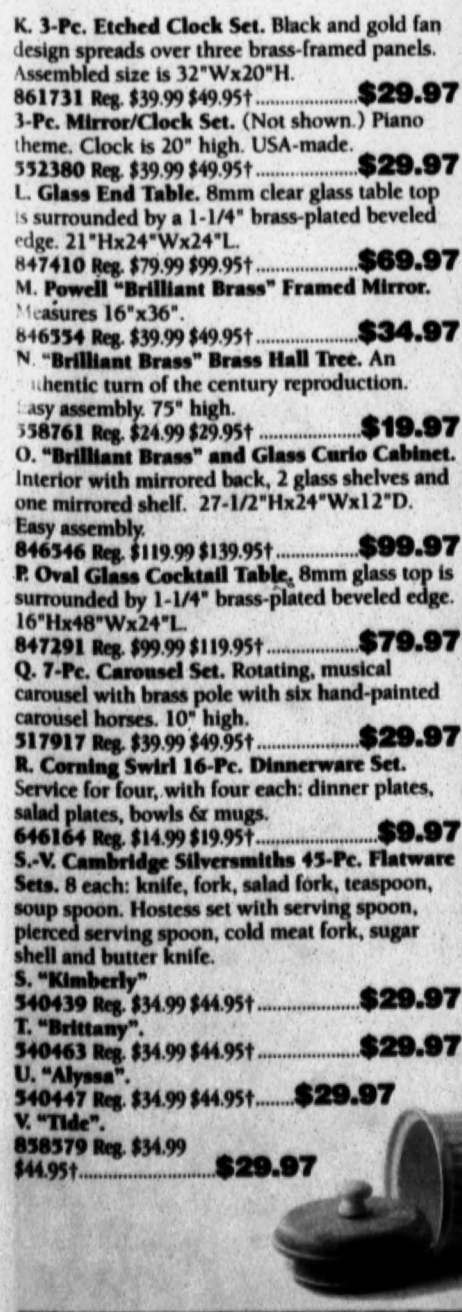 K. 3-Pc. Etched Clock Set. Black and gold fan
design spreads over three brass-framed panels.
Assembled size is 32"Wx20"H.
861731 Reg. $39.99 $49.95†....................$29.97
3-Pc. Mirror/Clock Set. (Not shown.) Piano
theme. Clock is 20" high. USA-made.
552380 Reg. $39.99 $49.95†....................$29.97
L. Glass End Table. 8mm clear glass table top
is surrounded by a 1-1/4" brass-plated beveled
edge. 21"Hx24"Wx24"L.
847410 Reg. $79.99 $99.95†....................$69.97
M. Powell "Brilliant Brass" Framed Mirror.
Measures 16"x36".
846554 Reg. $39.99 $49.95†....................$34.97
N. "Brilliant Brass" Brass Hall Tree. An
uthentic turn of the century reproduction.
Easy assembly. 75" high.
558761 Reg. $24.99 $29.95†....................$19.97
O. "Brilliant Brass" and Glass Curio Cabinet.
Interior with mirrored back, 2 glass shelves and
one mirrored shelf. 27-1/2"Hx24"Wx12"D.
Easy assembly.
846546 Reg. $119.99 $139.95†................$99.97
P. Oval Glass Cocktail Table. 8mm glass top is
surrounded by 1-1/4" brass-plated beveled edge.
16"Hx48"Wx24"L.
847291 Reg. $99.99 $119.95†..................$79.97
Q. 7-Pc. Carousel Set. Rotating, musical
carousel with brass pole with six hand-painted
carousel horses. 10" high.
517917 Reg. $39.99 $49.95†....................$29.97
R. Corning Swirl 16-Pc. Dinnerware Set.
Service for four, with four each: dinner plates,
salad plates, bowls & mugs.
646164 Reg. $14.99 $19.95†.......................$9.97
S.-V. Cambridge Silversmiths 45-Pc. Flatware
Sets. 8 each: knife, fork, salad fork, teaspoon,
soup spoon. Hostess set with serving spoon,
pierced serving spoon, cold meat fork, sugar
shell and butter knife.
S. "Kimberly"
540439 Reg. $34.99 $44.95†....................$29.97
T. "Brittany".
540463 Reg. $34.99 $44.95†....................$29.97
U. "Alyssa".
540447 Reg. $34.99 $44.95†.......$29.97
V. "Tide".
858579 Reg. $34.99
$44.95†...........................$29.97